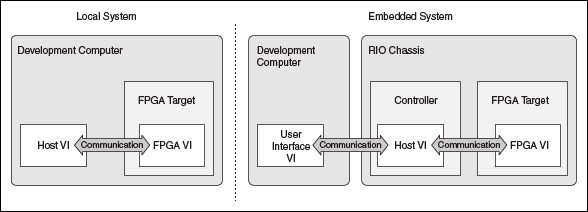 Local System
Embedded System
Development Computer
FPGA Target
Host VI
Communication
FPGA VI
Development
Computer
User
Interface
VI
Communication
RIO Chassis
Controller
Host VI
Communication
FPGA Target
FPGA VI